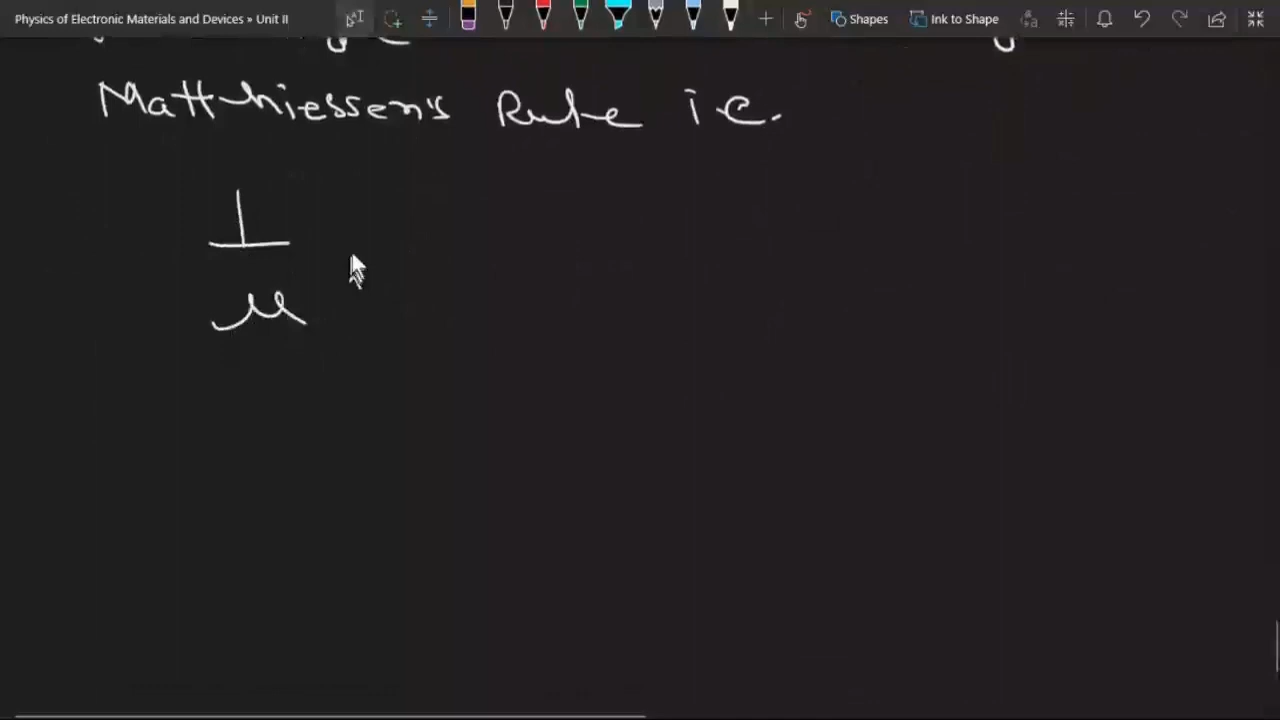 Physics of Electronic Materials and Devices » Unit II
Shapes
Ink to Shape
Matthiessen's Rule i.e.
1
μ